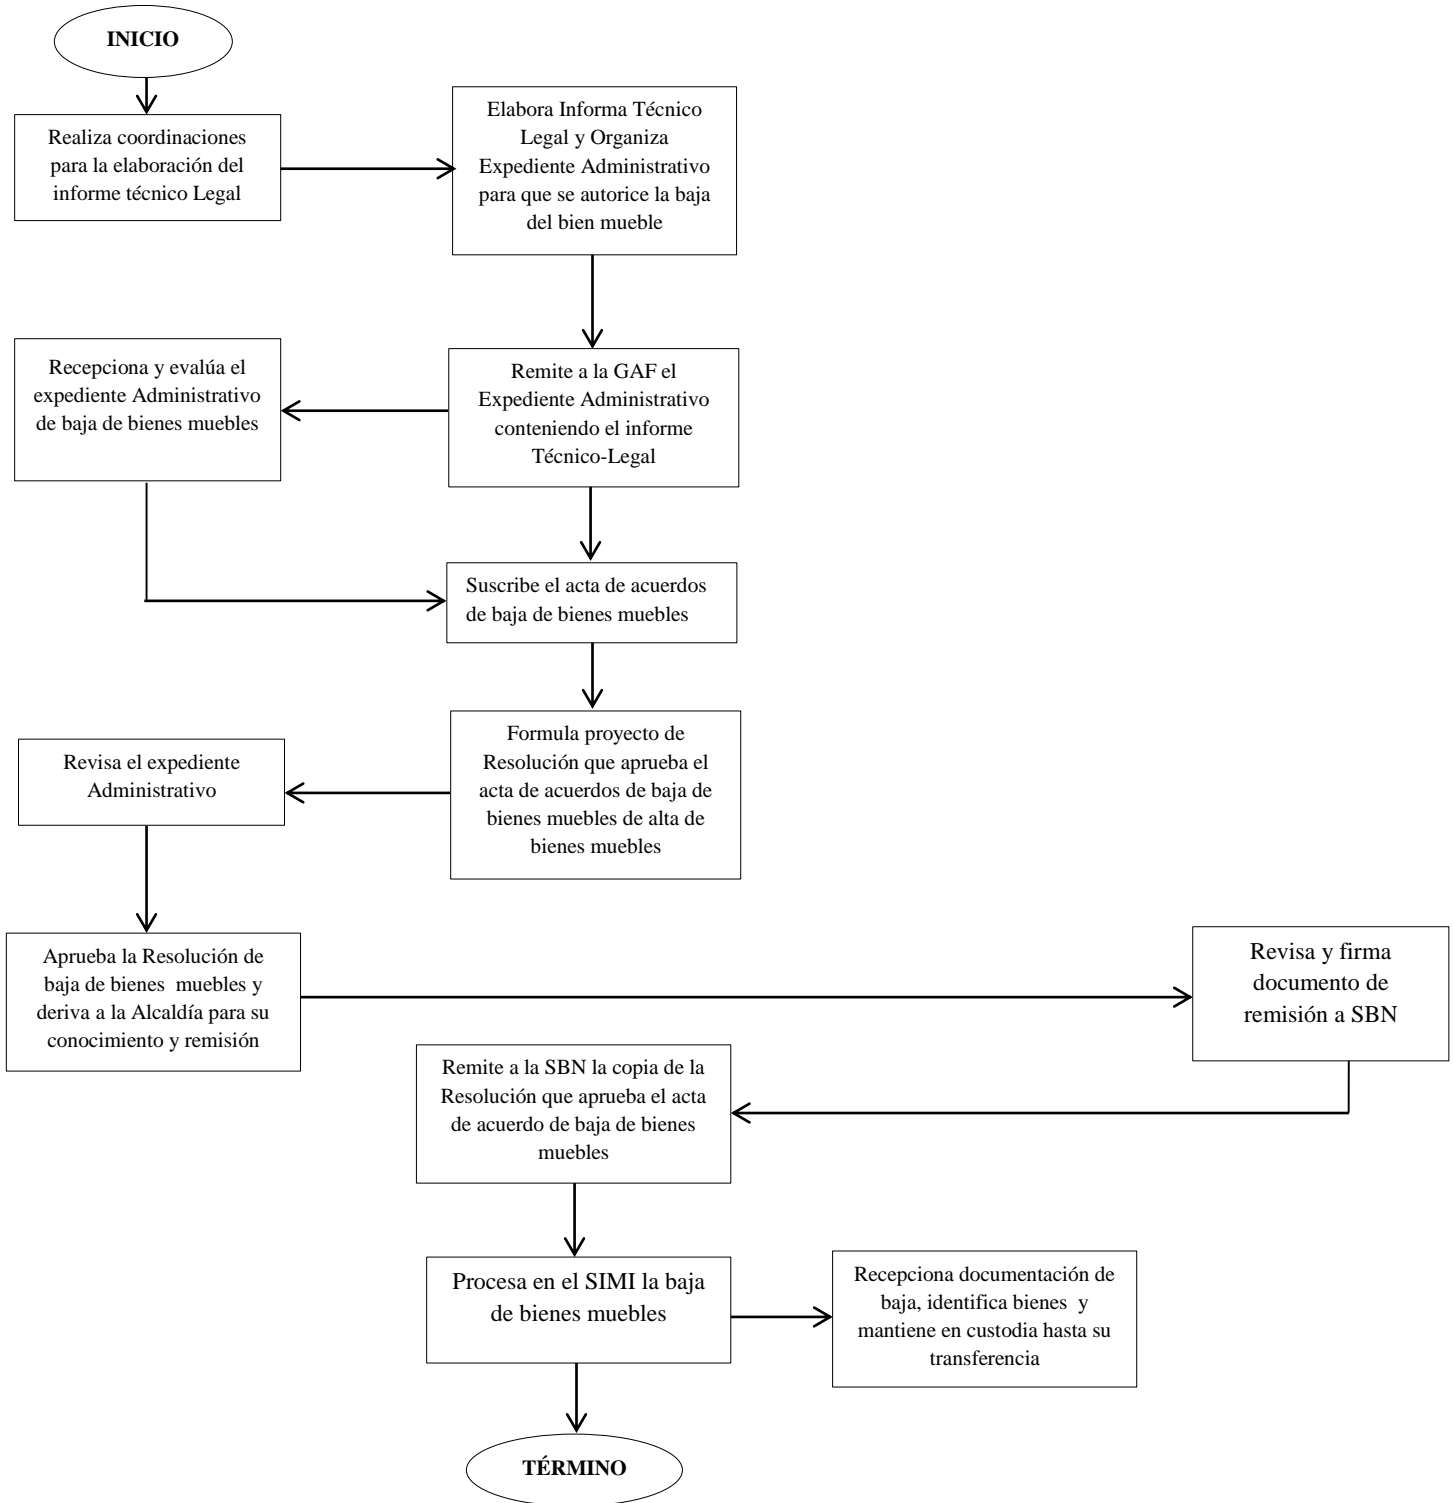 INICIO
Realiza coordinaciones
para la elaboración del
informe técnico Legal
Elabora Informa Técnico
Legal y Organiza
Expediente Administrativo
para que se autorice la baja
del bien mueble
Recepciona y evalúa el
expediente Administrativo
de baja de bienes muebles
Remite a la GAF el
Expediente Administrativo
conteniendo el informe
Técnico-Legal
Suscribe el acta de acuerdos
de baja de bienes muebles
Formula proyecto de
Resolución que aprueba el
acta de acuerdos de baja de
bienes muebles de alta de
bienes muebles
Revisa el expediente
Administrativo
Aprueba la Resolución de
baja de bienes  muebles y
deriva a la Alcaldía para su
conocimiento y remisión
Revisa y firma
documento de
remisión a SBN
Remite a la SBN la copia de la
Resolución que aprueba el acta
de acuerdo de baja de bienes
muebles
Procesa en el SIMI la baja
de bienes muebles
Recepciona documentación de
baja, identifica bienes  y
mantiene en custodia hasta su
transferencia
TÉRMINO